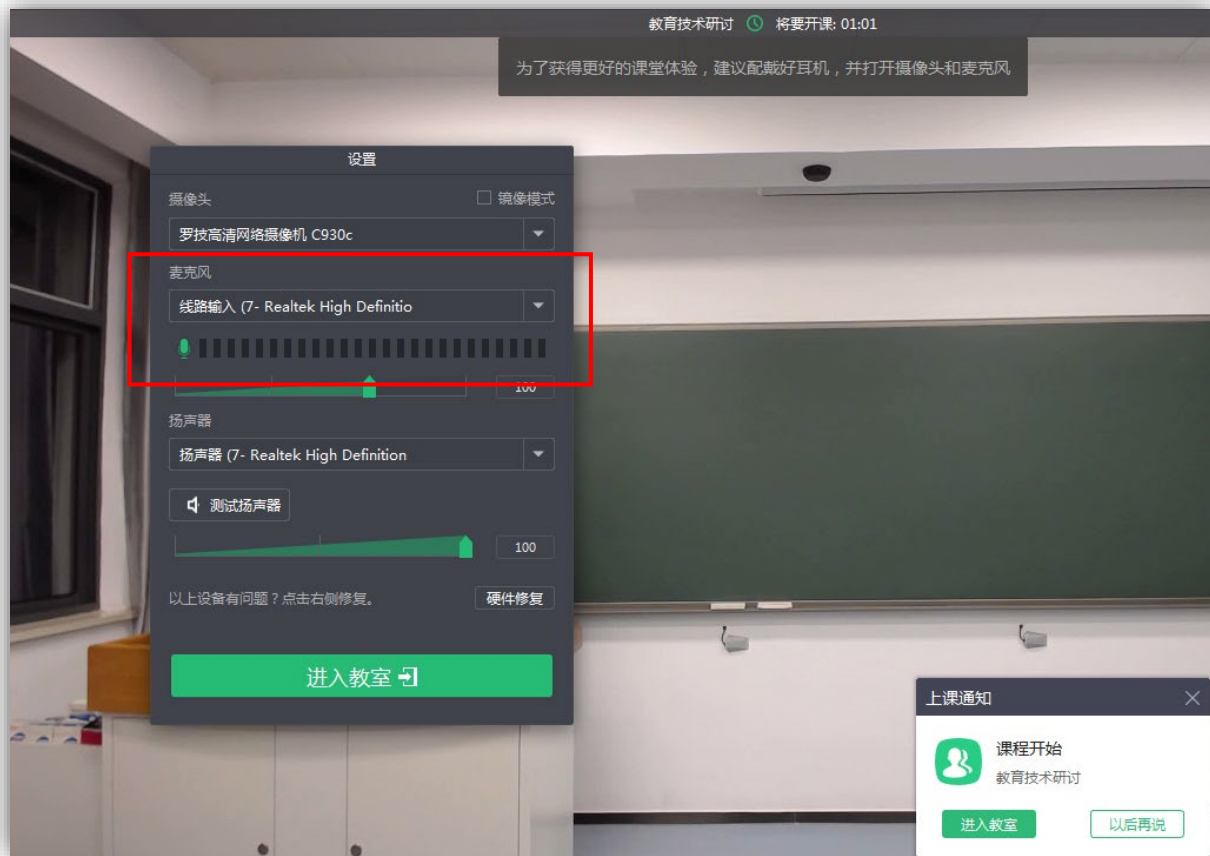 教育技术研讨 将要开课: 01:01
为了获得更好的课堂体验，建议配戴好耳机，并打开摄像头和麦克风
设置
摄像头 镜像模式
罗技高清网络摄像机 C930c
麦克风
线路输入 (7- Realtek High Definitio
100
扬声器
扬声器 (7- Realtek High Definition
测试扬声器
100
以上设备有问题？点击右侧修复。 硬件修复
进入教室
上课通知
课程开始
教育技术研讨
进入教室 以后再说